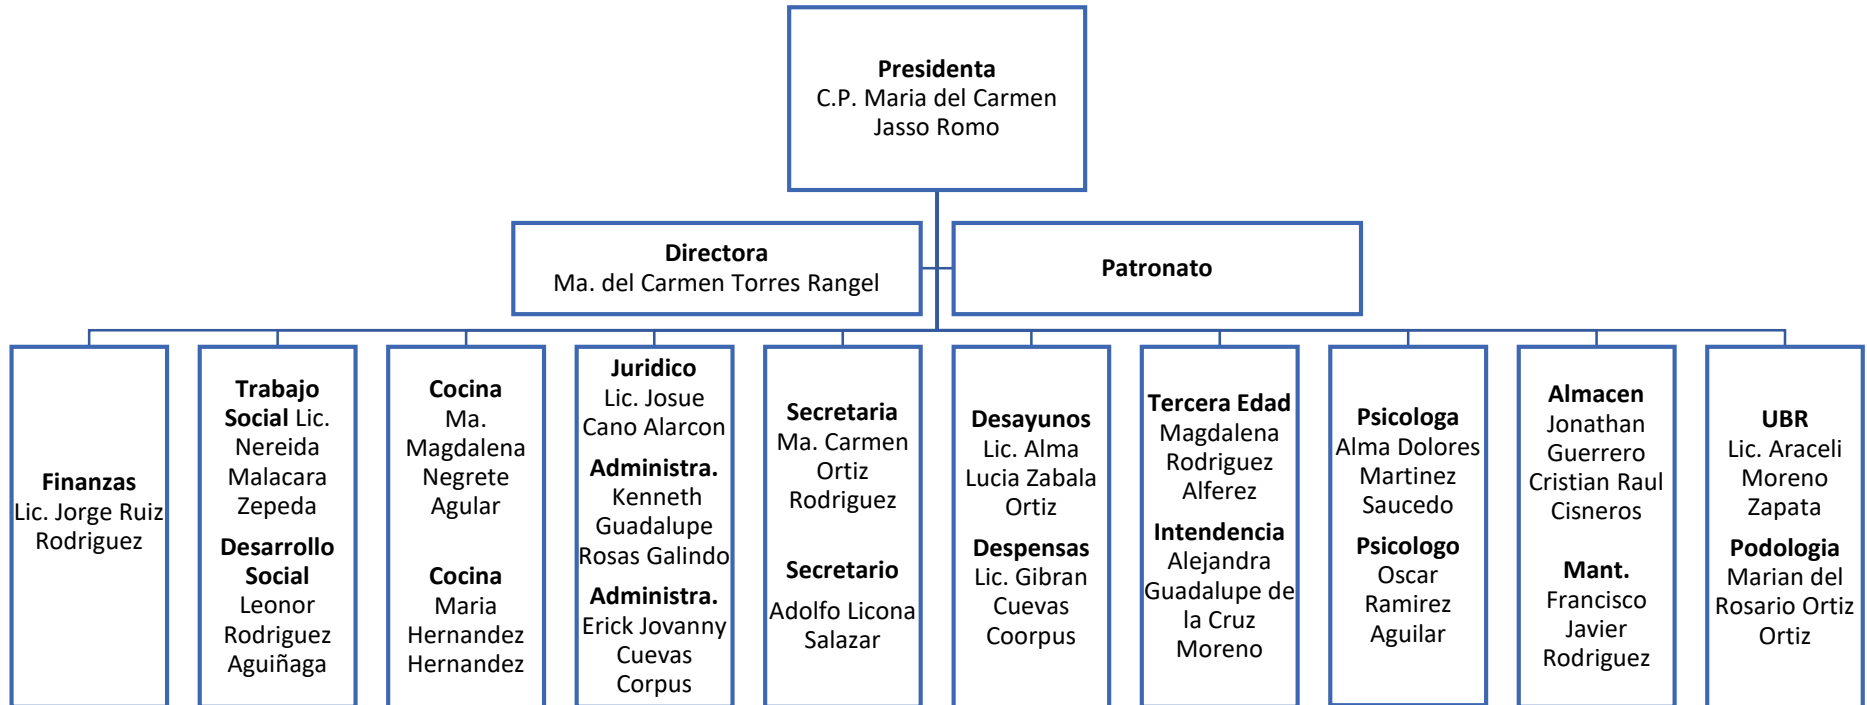 Presidenta
C.P. Maria del Carmen
Jasso Romo
Directora
Ma. del Carmen Torres Rangel
Patronato
Finanzas
Lic. Jorge Ruiz
Rodriguez
Trabajo
Social Lic.
Nereida
Malacara
Zepeda
Desarrollo
Social
Leonor
Rodriguez
Aguiñaga
Cocina
Ma.
Magdalena
Negrete
Agular
Cocina
Maria
Hernandez
Hernandez
Juridico
Lic. Josue
Cano Alarcon
Administra.
Kenneth
Guadalupe
Rosas Galindo
Administra.
Erick Jovanny
Cuevas
Corpus
Secretaria
Ma. Carmen
Ortiz
Rodriguez
Secretario
Adolfo Licona
Salazar
Desayunos
Lic. Alma
Lucia Zabala
Ortiz
Despensas
Lic. Gibran
Cuevas
Coorpus
Tercera Edad
Magdalena
Rodriguez
Alferez
Intendencia
Alejandra
Guadalupe de
la Cruz
Moreno
Psicologa
Alma Dolores
Martinez
Saucedo
Psicologo
Oscar
Ramirez
Aguilar
Almacen
Jonathan
Guerrero
Cristian Raul
Cisneros
Mant.
Francisco
Javier
Rodriguez
UBR
Lic. Araceli
Moreno
Zapata
Podologia
Marian del
Rosario Ortiz
Ortiz